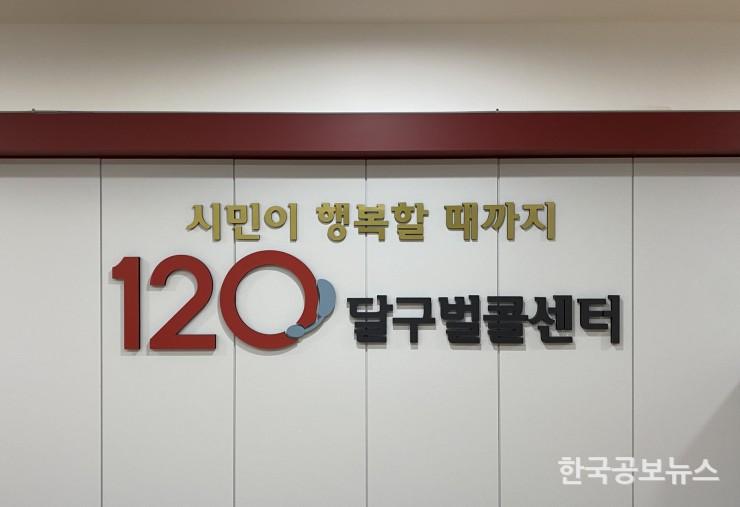 시민이 행복할 때까지
120 달구벌콜센터
한국공보뉴스